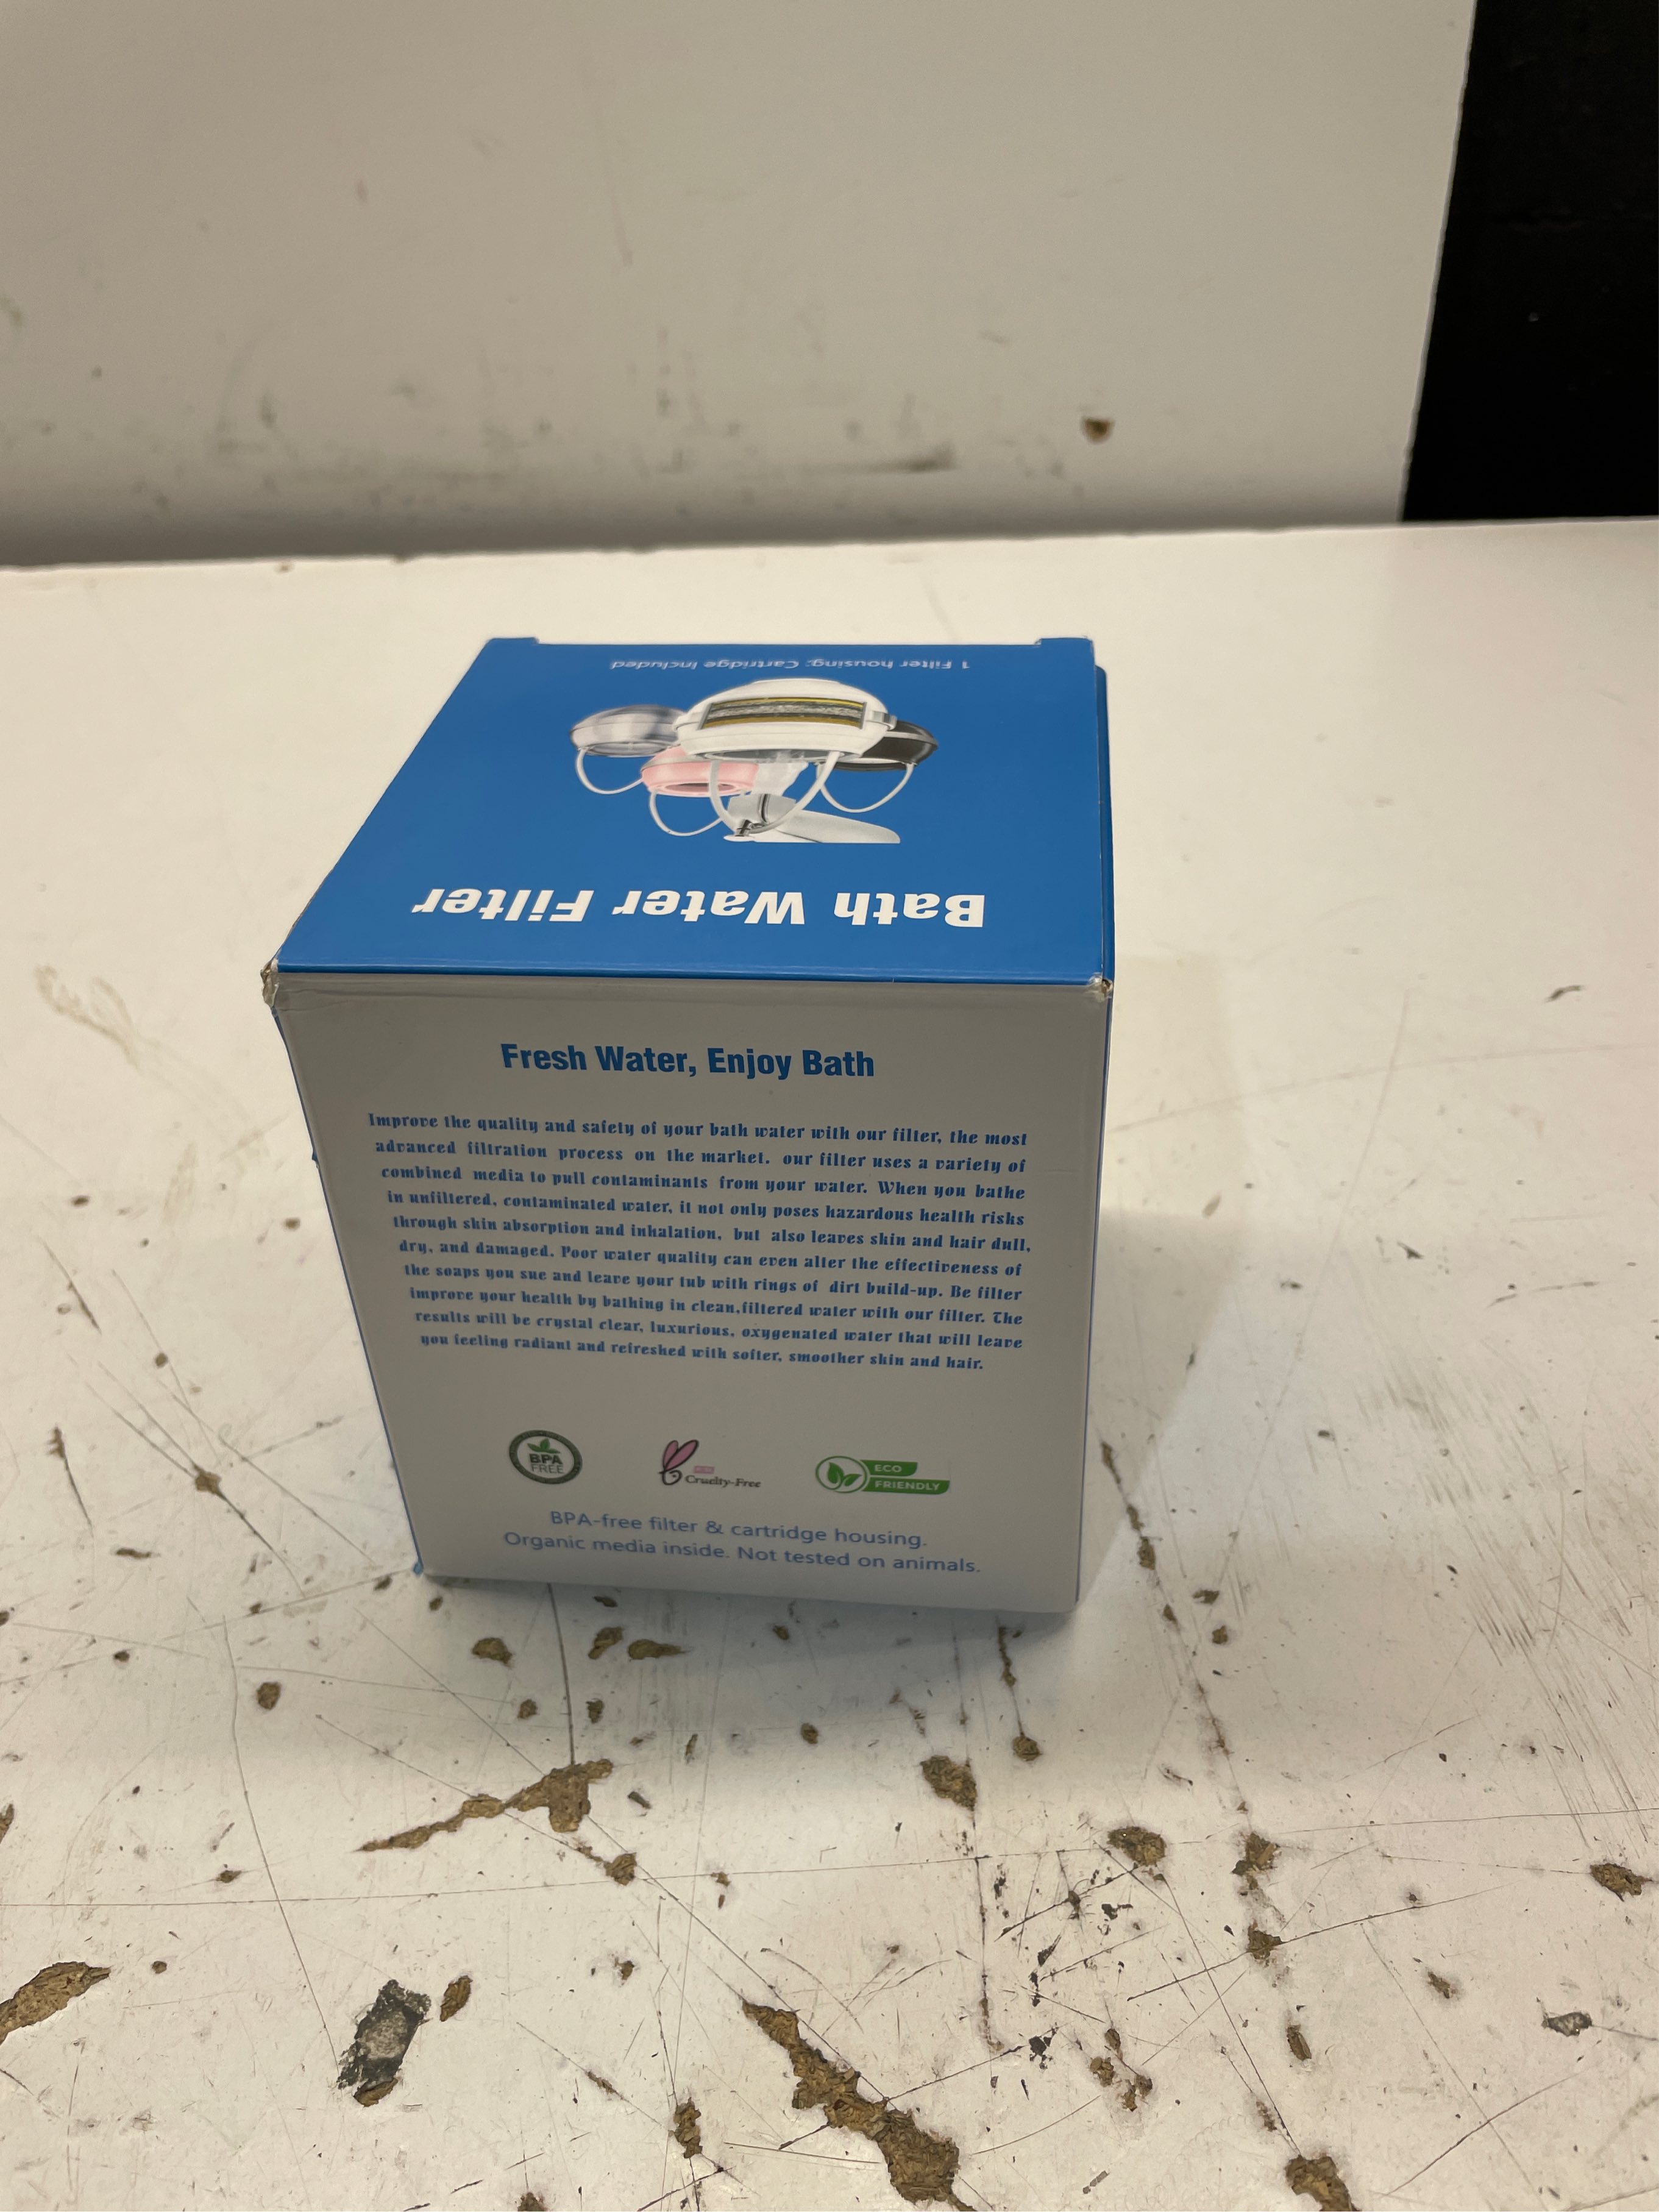 1 Filter housing; Cartridge Included
Bath Water Filter
Fresh Water, Enjoy Bath
Improve the quality and safety of your bath water with our filter, the most
advanced filtration process on the market. our filter uses a variety of
combined media to pull contaminants from your water. When you bathe
in unfiltered, contaminated water, it not only poses hazardous health risks
through skin absorption and inhalation, but also leaves skin and hair dull,
dry, and damaged. Poor water quality can even alter the effectiveness of
the soaps you sue and leave your tub with rings of dirt build-up. Be filter
improve your health by bathing in clean,filtered water with our filter. The
results will be crystal clear, luxurious, oxygenated water that will leave
you feeling radiant and refreshed with softer, smoother skin and hair.
BPA
FREE
Cruelty-Free
ECO
FRIENDLY
BPA-free filter & cartridge housing.
Organic media inside. Not tested on animals.